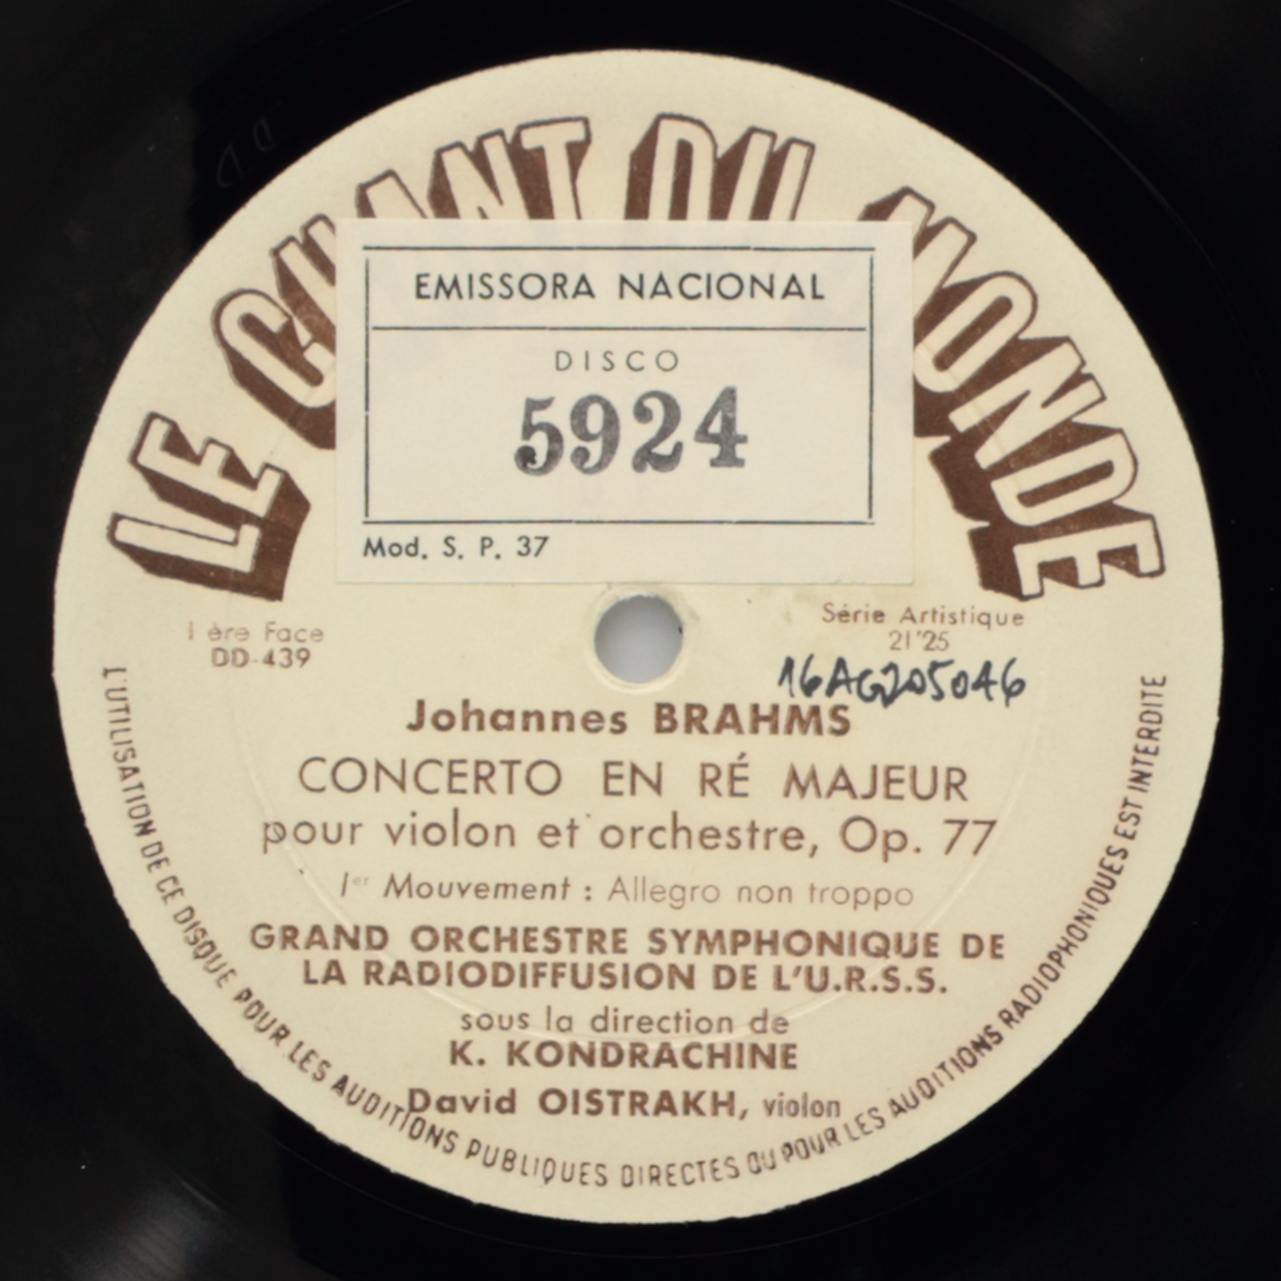 LE CHANT DU MONDE
EMISSORA NACIONAL
DISCO
5924
Mod. S. P. 37
1 ère Face
DD-439
Série Artistique
21'25
16AG205046
Johannes BRAHMS
CONCERTO EN RÉ MAJEUR
pour violon et orchestre, Op. 77
1er Mouvement : Allegro non troppo
GRAND ORCHESTRE SYMPHONIQUE DE
LA RADIODIFFUSION DE L'U.R.S.S.
sous la direction de
K. KONDRACHINE
David OISTRAKH, violon
L'UTILISATION DE CE DISQUE POUR LES AUDITIONS PUBLIQUES DIRECTES OU POUR LES AUDITIONS RADIOPHONIQUES EST INTERDITE